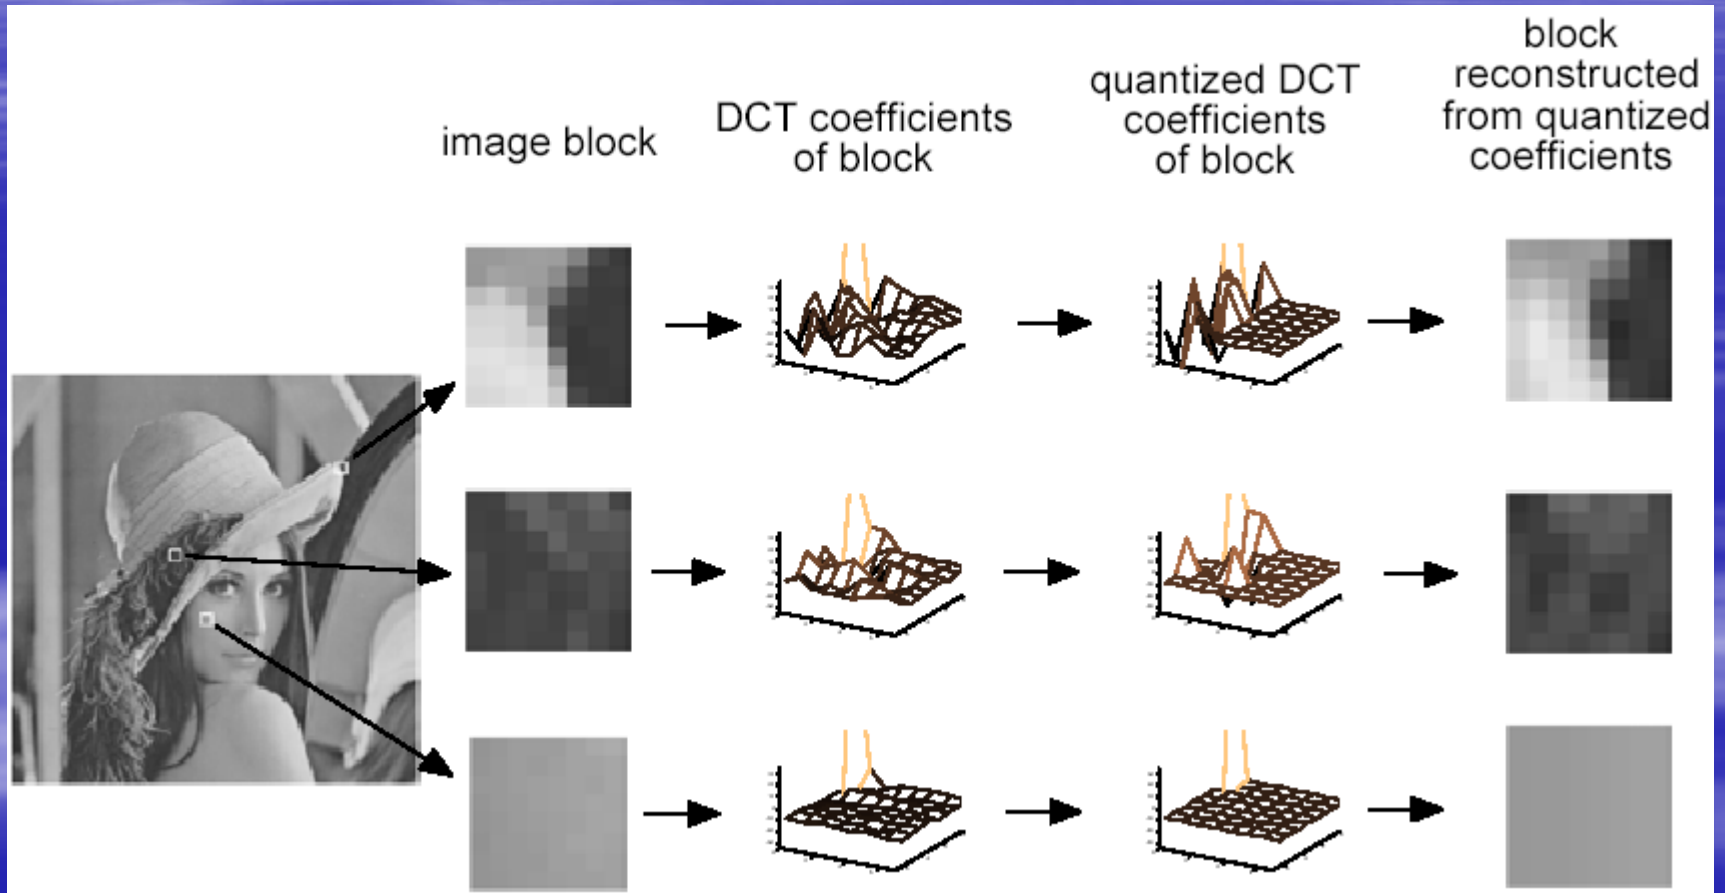 image block
DCT coefficients
of block
quantized DCT
coefficients
of block
block
reconstructed
from quantized
coefficients